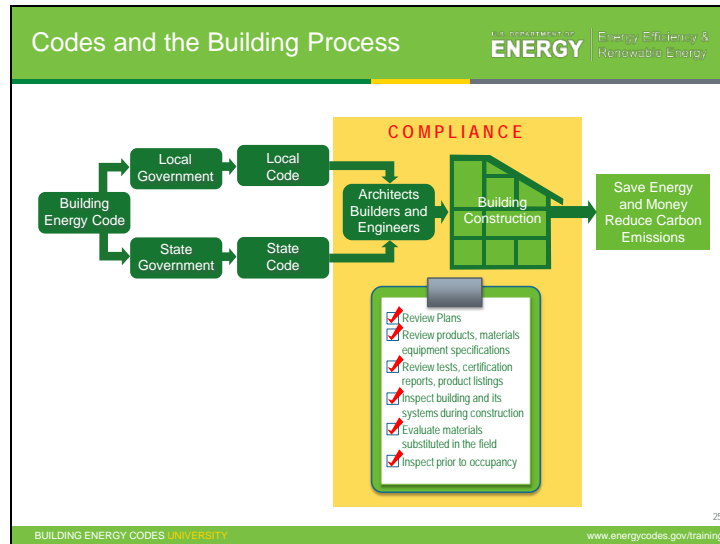 Codes and the Building Process
U.S. DEPARTMENT OF
ENERGY
Energy Efficiency &
Renewable Energy
COMPLIANCE
Building
Energy Code
Local
Government
Local
Code
State
Government
State
Code
Architects
Builders and
Engineers
Building
Construction
Save Energy
and Money
Reduce Carbon
Emissions
Review Plans
Review products, materials
equipment specifications
Review tests, certification
reports, product listings
Inspect building and its
systems during construction
Evaluate materials
substituted in the field
Inspect prior to occupancy
25
BUILDING ENERGY CODES UNIVERSITY
www.energycodes.gov/training